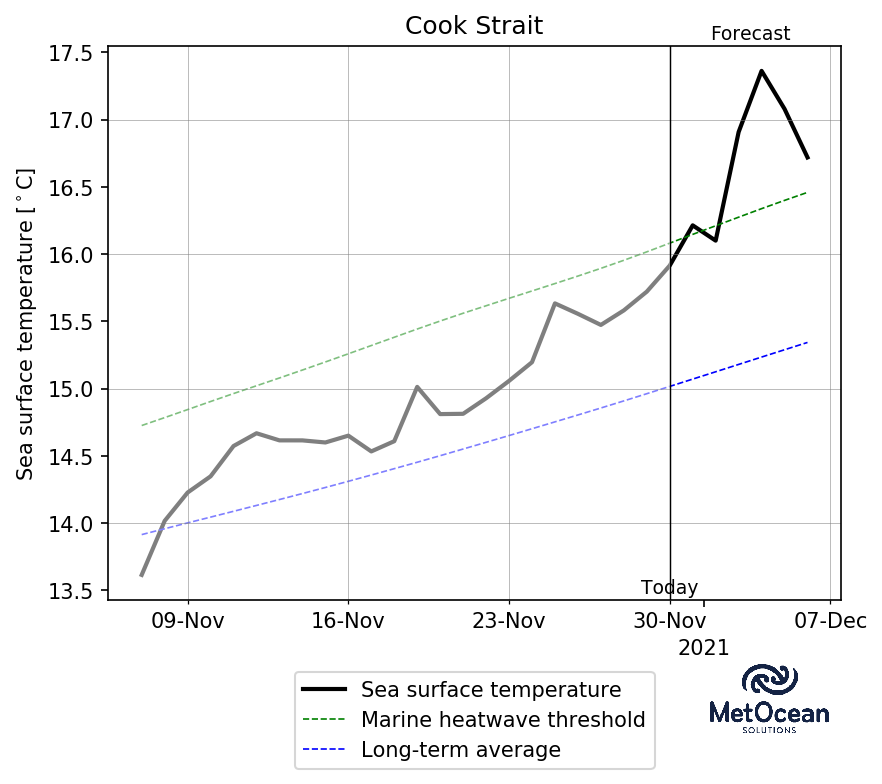 Cook Strait
Forecast
17.5
17.0
16.5
16.0
15.5
15.0
14.5
14.0
13.5
Sea surface temperature [°C]
Today
09-Nov 16-Nov 23-Nov 30-Nov 07-Dec
2021
Sea surface temperature
Marine heatwave threshold
Long-term average
MetOcean
SOLUTIONS